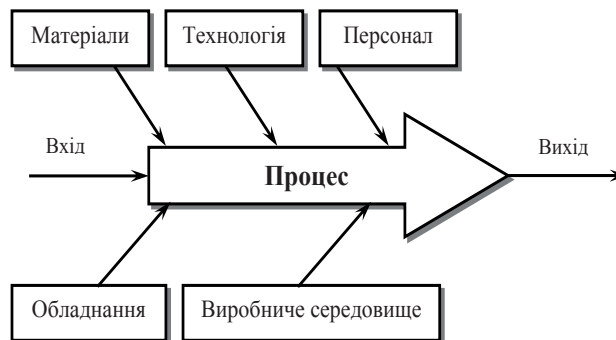 Матеріали
Технологія
Персонал
Вхід
Процес
Вихід
Обладнання
Виробниче середовище